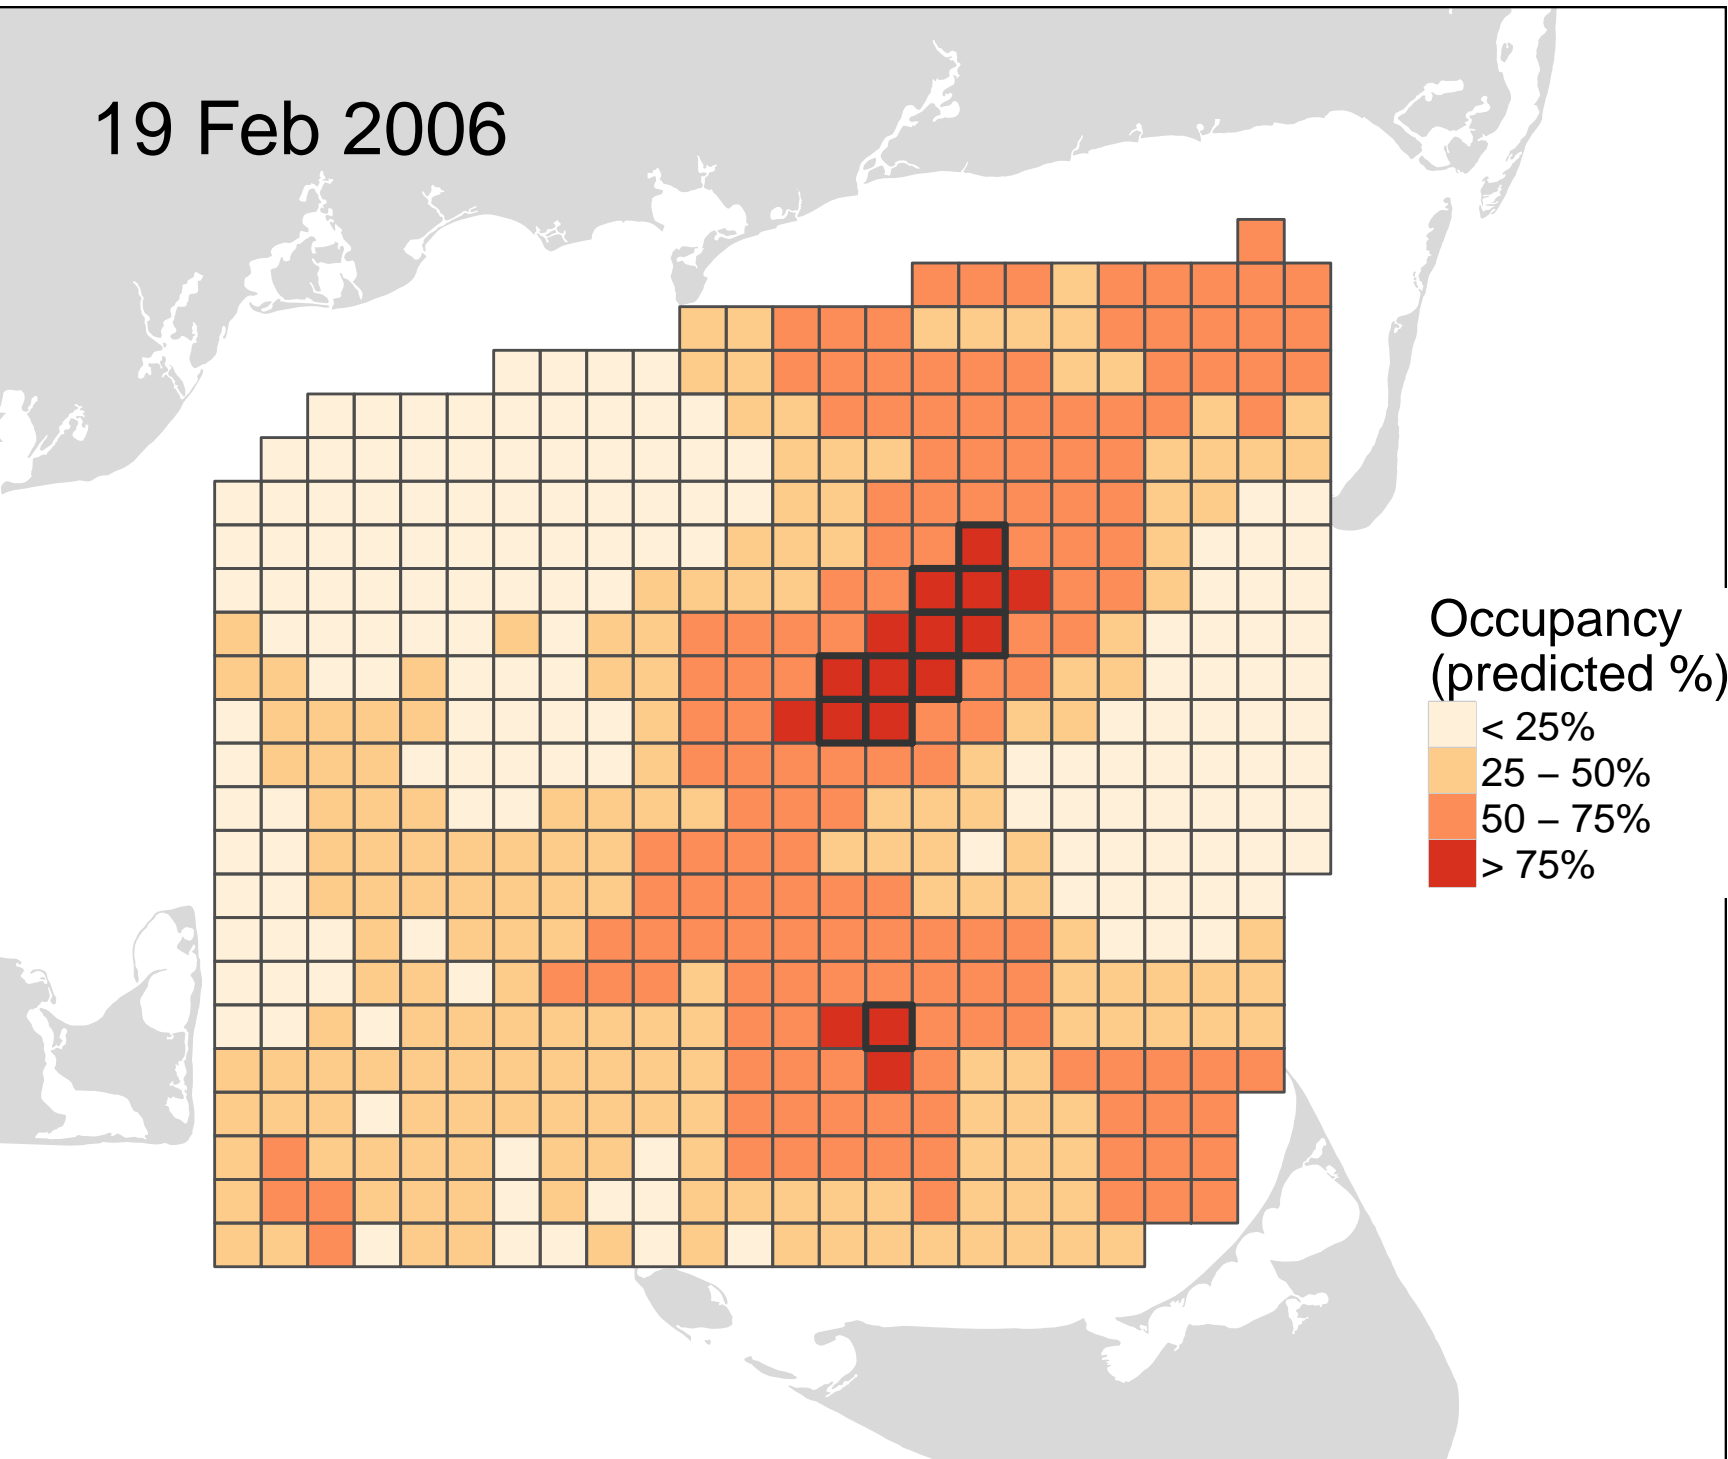 19 Feb 2006
Occupancy
(predicted %)
< 25%
25 – 50%
50 – 75%
> 75%